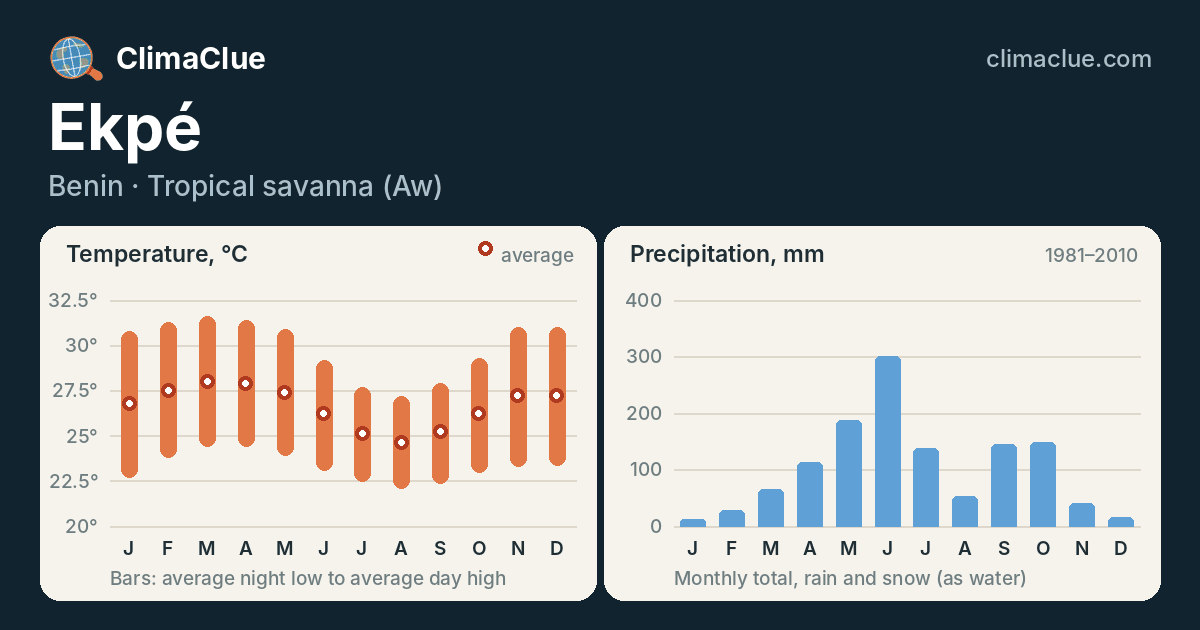 ClimaClue
climaclue.com
Ekpé
Benin · Tropical savanna (Aw)
Temperature, °C
average
32.5°
30°
27.5°
25°
22.5°
20°
J F M A M J J A S O N D
Bars: average night low to average day high
Precipitation, mm
1981–2010
400
300
200
100
0
J F M A M J J A S O N D
Monthly total, rain and snow (as water)